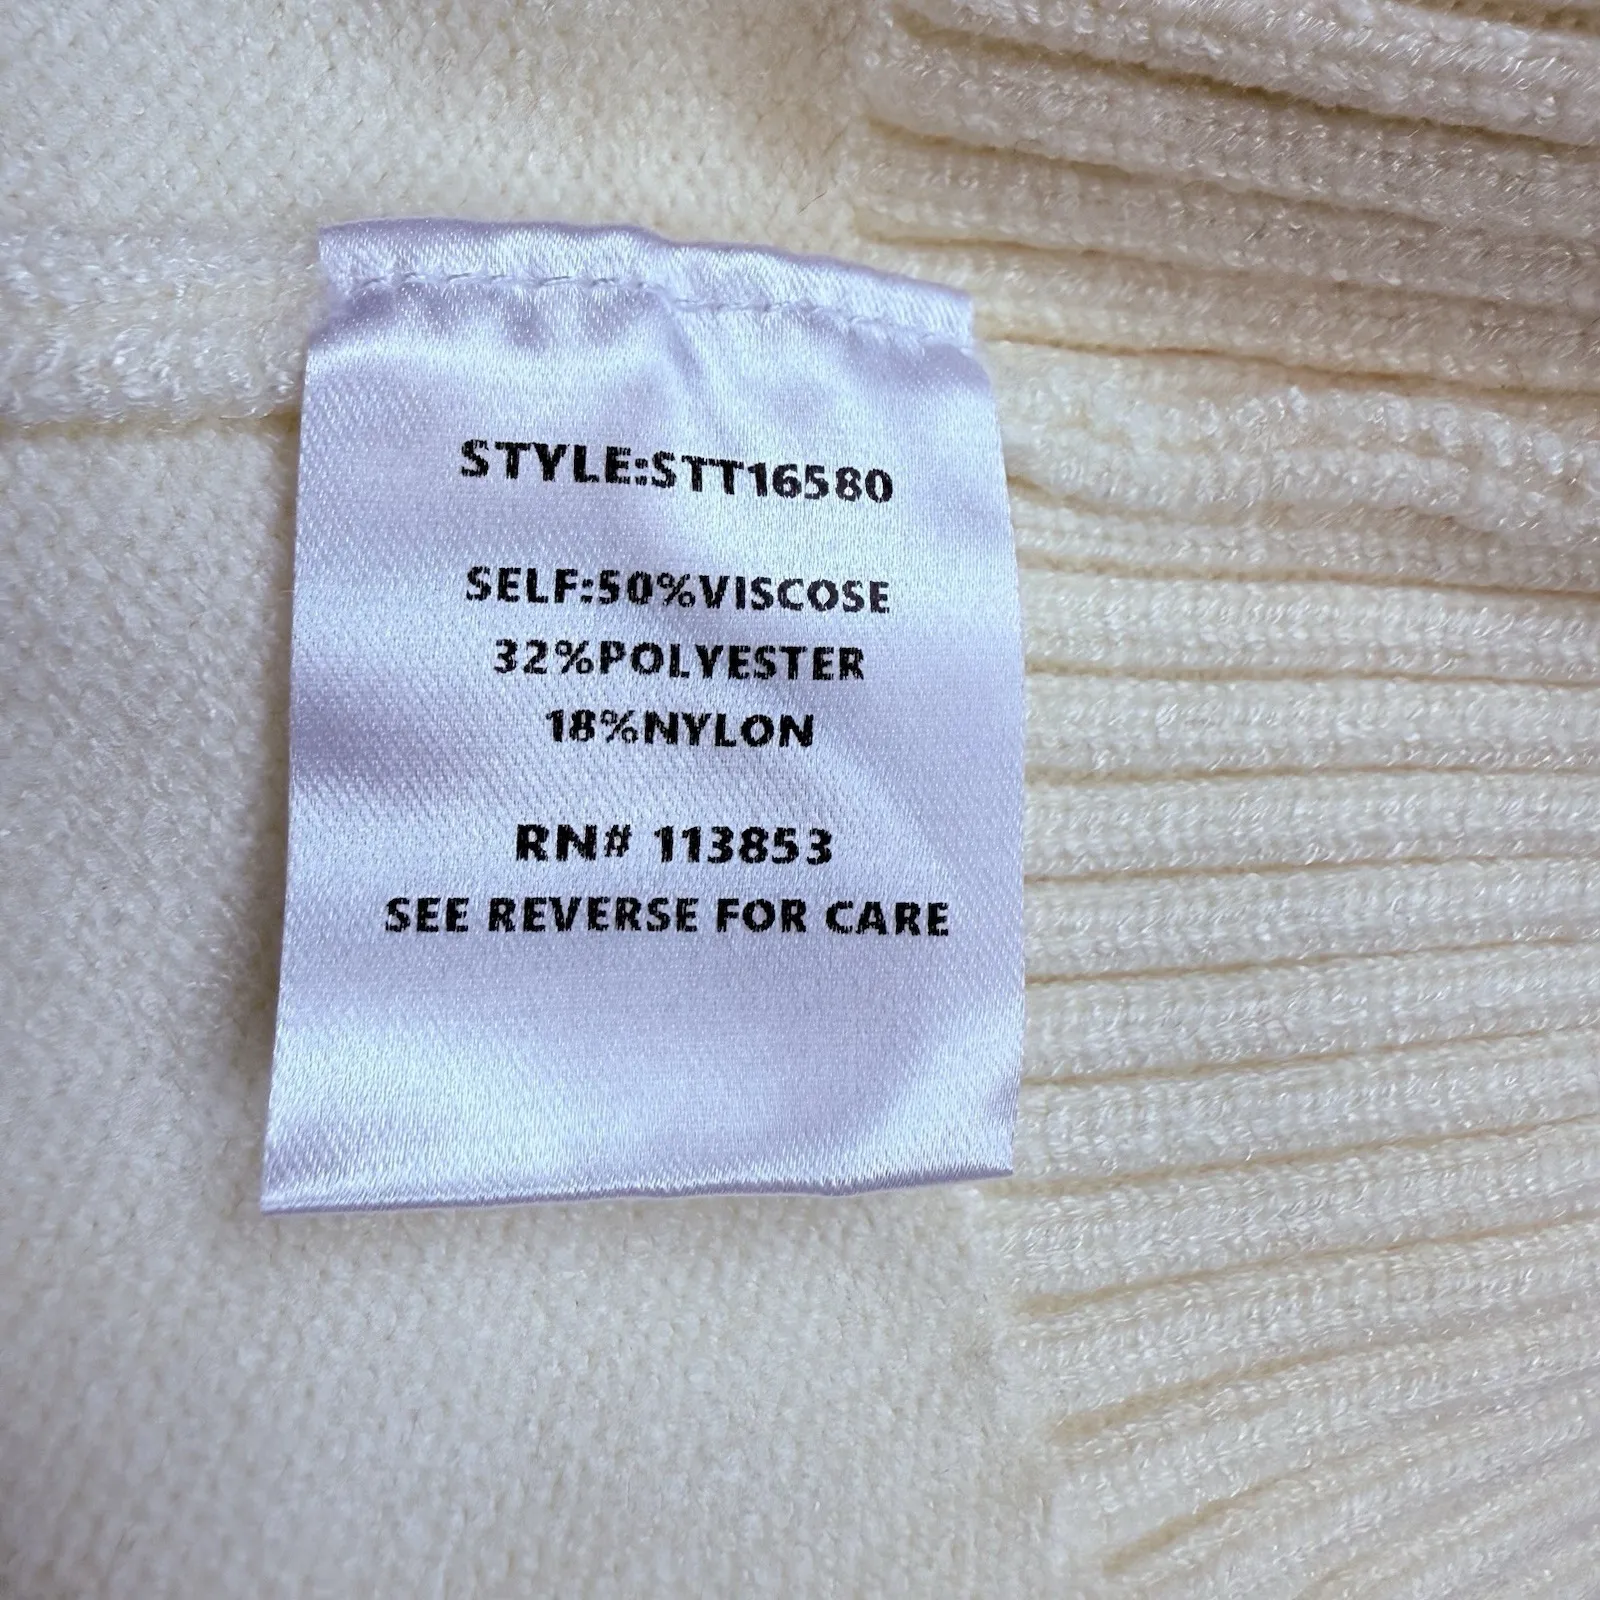 STYLE:STT16580
SELF:50%VISCOSE
32%POLYESTER
18%NYLON
RN# 113853
SEE REVERSE FOR CARE